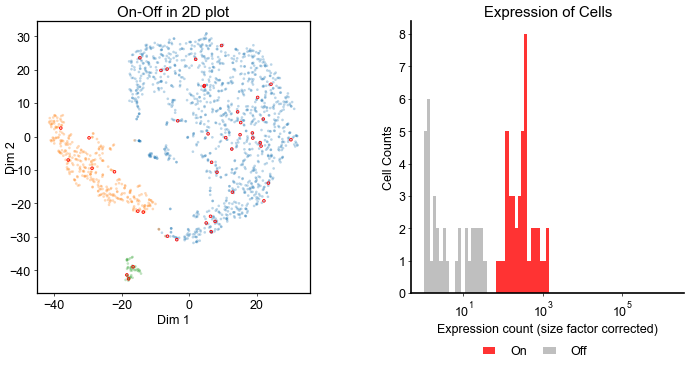 On-Off in 2D plot
30
20
10
0
−10
−20
−30
−40
Dim 2
−40 −20 0 20
Dim 1
Expression of Cells
8
7
6
5
4
3
2
1
0
Cell Counts
10^1 10^3 10^5
Expression count (size factor corrected)
On Off